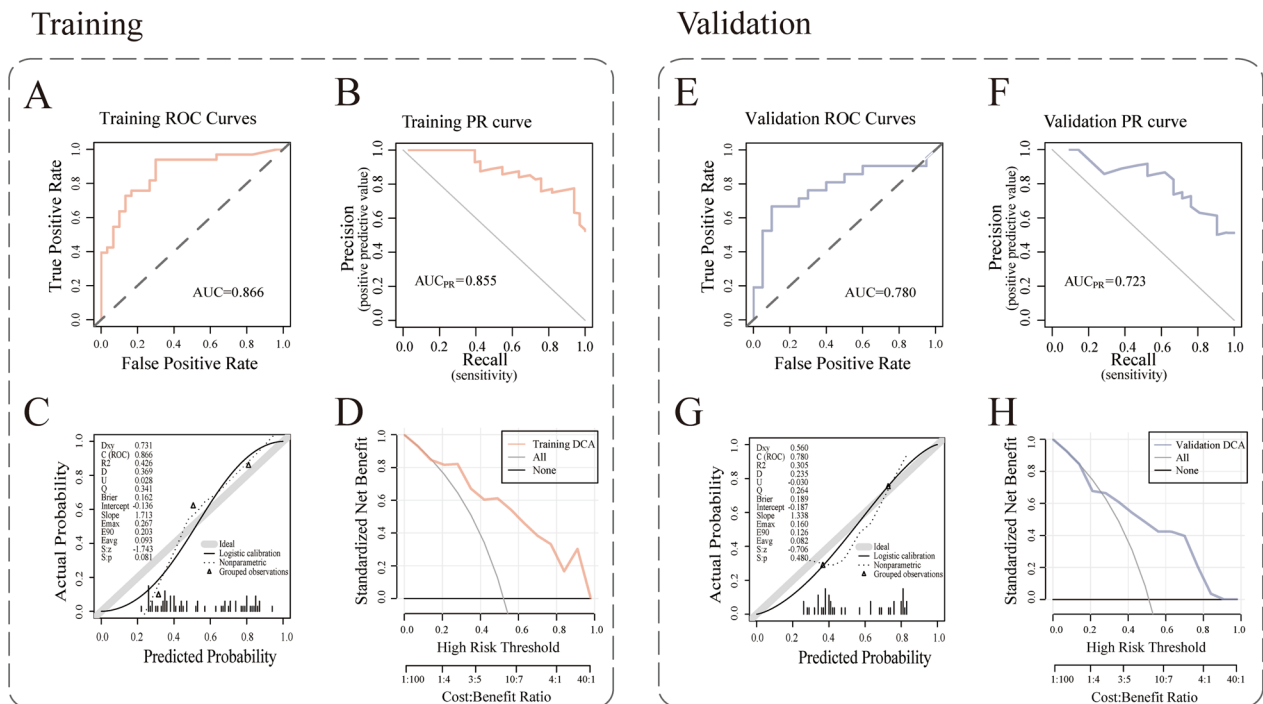 Training
Validation
A
Training ROC Curves
True Positive Rate
0.0 0.2 0.4 0.6 0.8 1.0
AUC=0.866
0.0 0.2 0.4 0.6 0.8 1.0
False Positive Rate
B
Training PR curve
Precision
(positive predictive value)
0.0 0.2 0.4 0.6 0.8 1.0
AUCPR=0.855
0.0 0.2 0.4 0.6 0.8 1.0
Recall
(sensitivity)
E
Validation ROC Curves
True Positive Rate
0.0 0.2 0.4 0.6 0.8 1.0
AUC=0.780
0.0 0.2 0.4 0.6 0.8 1.0
False Positive Rate
F
Validation PR curve
Precision
(positive predictive value)
0.0 0.2 0.4 0.6 0.8 1.0
AUCPR=0.723
0.0 0.2 0.4 0.6 0.8 1.0
Recall
(sensitivity)
C
Actual Probability
0.0 0.2 0.4 0.6 0.8 1.0
Dxy 0.731
C (ROC) 0.866
R2 0.426
D 0.369
U 0.028
Q 0.341
Brier 0.162
Intercept -0.136
Slope 1.713
Emax 0.267
E90 0.203
Eavg 0.093
S:z -1.743
S:p 0.081
Ideal
Logistic calibration
Nonparametric
Grouped observations
0.0 0.2 0.4 0.6 0.8 1.0
Predicted Probability
D
Standardized Net Benefit
0.0 0.2 0.4 0.6 0.8 1.0
Training DCA
All
None
0.0 0.2 0.4 0.6 0.8 1.0
High Risk Threshold
1:100 1:4 3:5 10:7 4:1 40:1
Cost:Benefit Ratio
G
Actual Probability
0.0 0.2 0.4 0.6 0.8 1.0
Dxy 0.560
C (ROC) 0.780
R2 0.305
D 0.235
U -0.030
Q 0.264
Brier 0.189
Intercept -0.187
Slope 1.338
Emax 0.160
E90 0.126
Eavg 0.082
S:z -0.706
S:p 0.480
Ideal
Logistic calibration
Nonparametric
Grouped observations
0.0 0.2 0.4 0.6 0.8 1.0
Predicted Probability
H
Standardized Net Benefit
0.0 0.2 0.4 0.6 0.8 1.0
Validation DCA
All
None
0.0 0.2 0.4 0.6 0.8 1.0
High Risk Threshold
1:100 1:4 3:5 10:7 4:1 40:1
Cost:Benefit Ratio